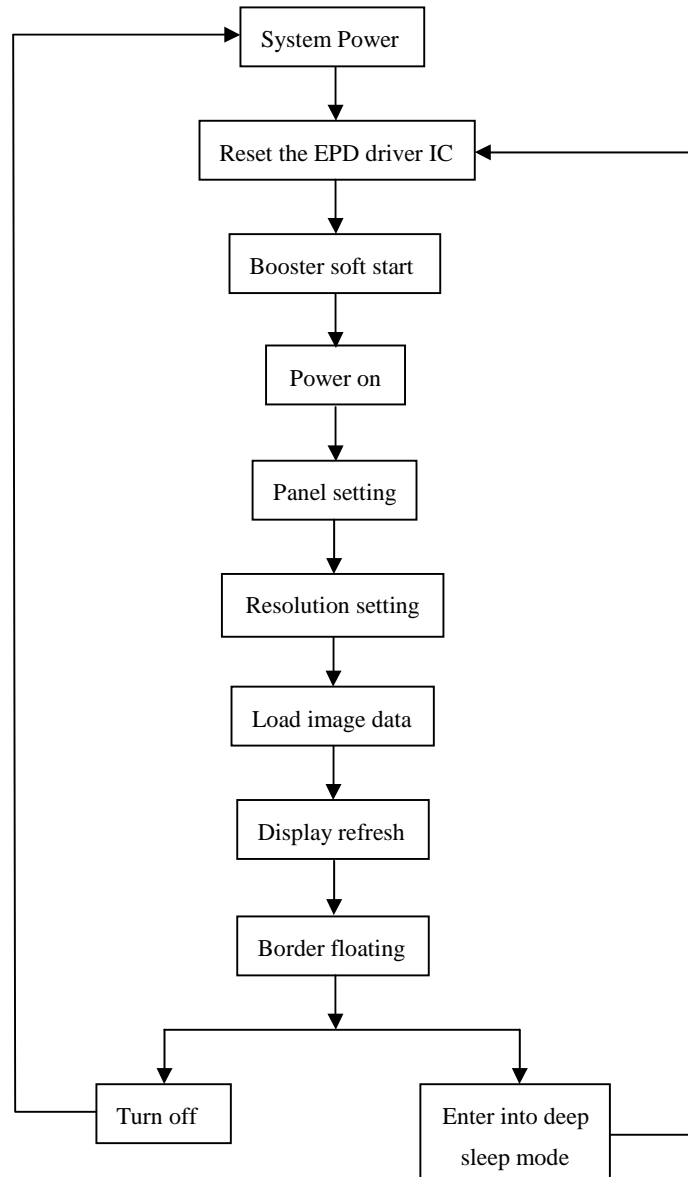 System Power
Reset the EPD driver IC
Booster soft start
Power on
Panel setting
Resolution setting
Load image data
Display refresh
Border floating
Turn off
Enter into deep
sleep mode